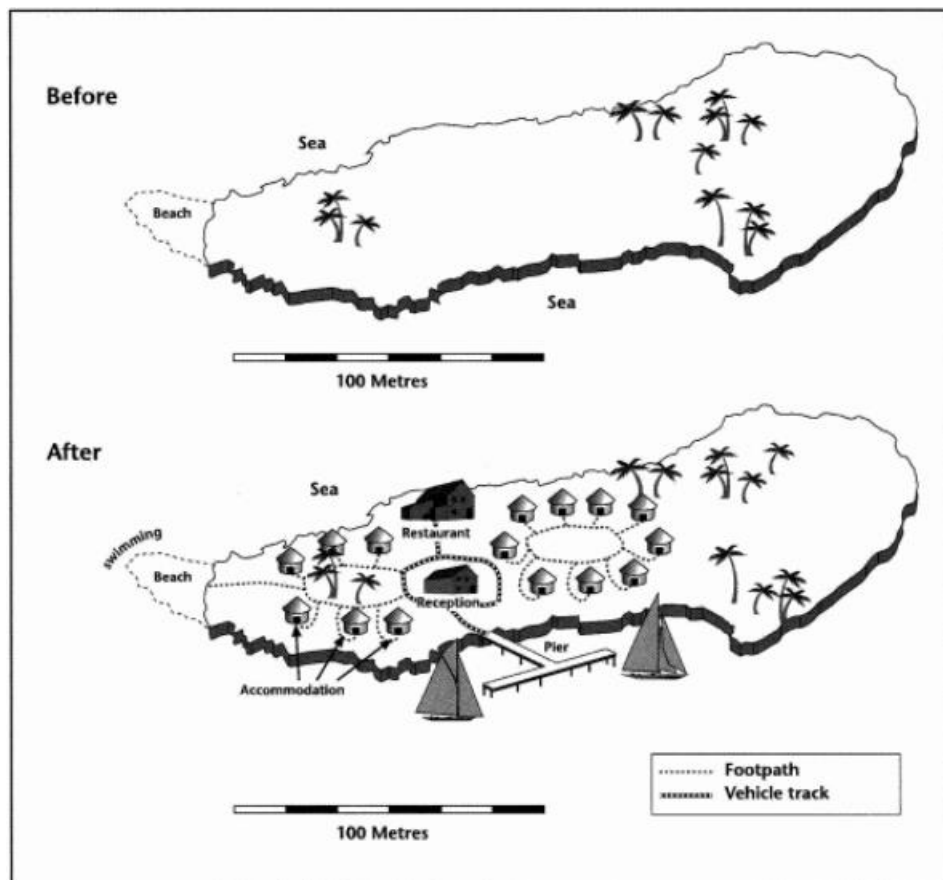 Before
Sea
Beach
Sea
100 Metres
After
Sea
swimming
Restaurant
Beach
Reception
Pier
Accommodation
Footpath
Vehicle track
100 Metres